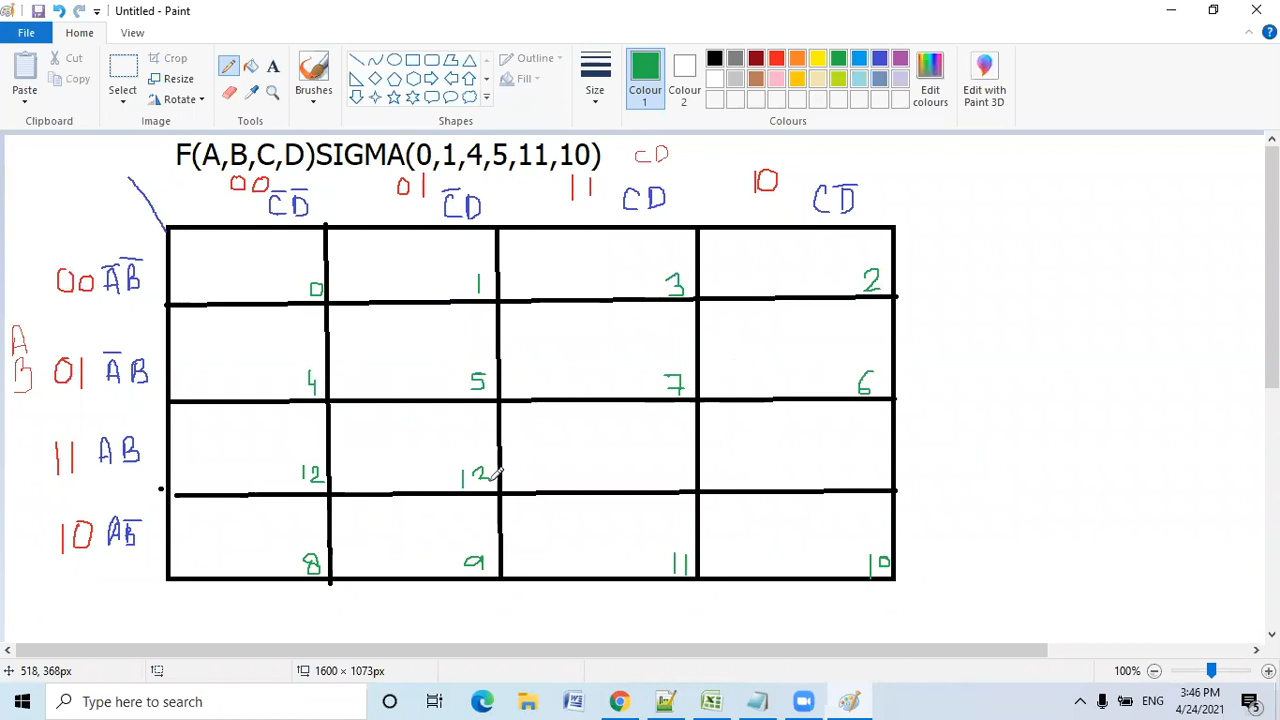 Untitled - Paint
File Home View
Paste Cut Copy Clipboard
Select Crop Resize Rotate Image
Tools
Brushes
Outline Fill Shapes
Size
Colour 1 Colour 2 Edit colours Edit with Paint 3D Colours
F(A,B,C,D)SIGMA(0,1,4,5,11,10) CD
00 C̅D̅ 01 C̅D 11 CD 10 CD̅
00 A̅B̅ 0 1 3 2
A B
01 A̅B 4 5 7 6
11 AB 12 13
10 AB̅ 8 9 11 10
518, 368px 1600 × 1073px 100%
Type here to search ENG 3:46 PM 4/24/2021 5